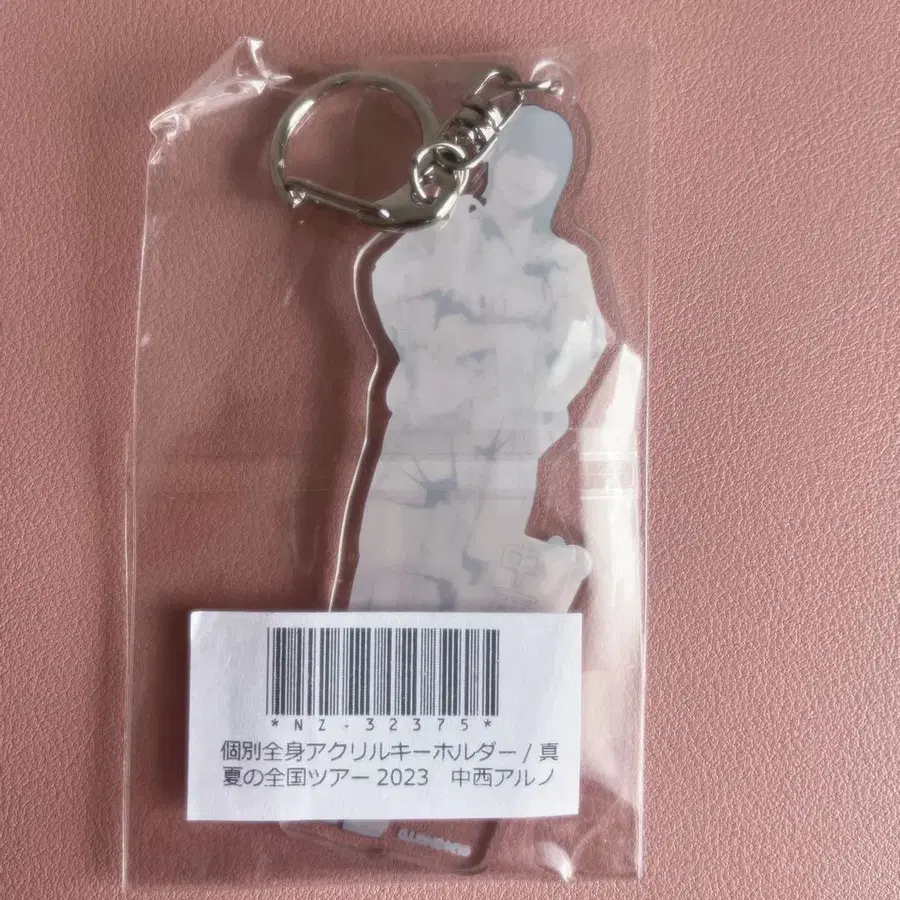 *NZ-32375*
個別全身アクリルキーホルダー / 真
夏の全国ツアー 2023　中西アルノ